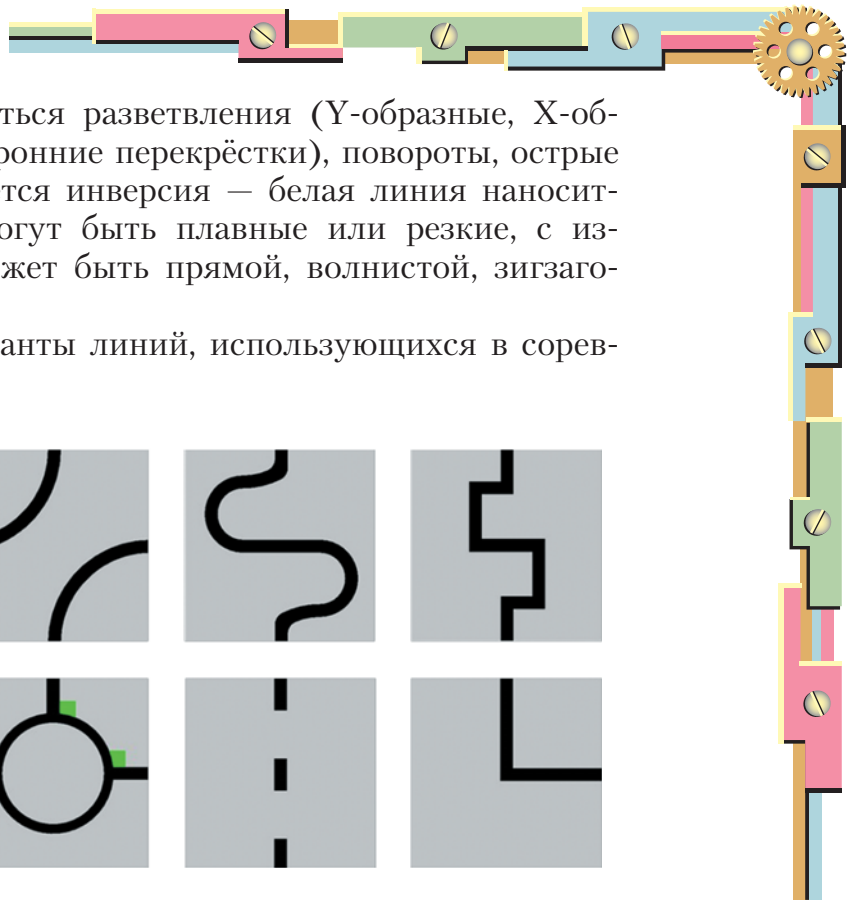 ться разветвления (Y-образные, X-об-
ронние перекрёстки), повороты, острые
ется инверсия — белая линия наносит-
огут быть плавные или резкие, с из-
жет быть прямой, волнистой, зигзаго-
анты линий, использующихся в сорев-